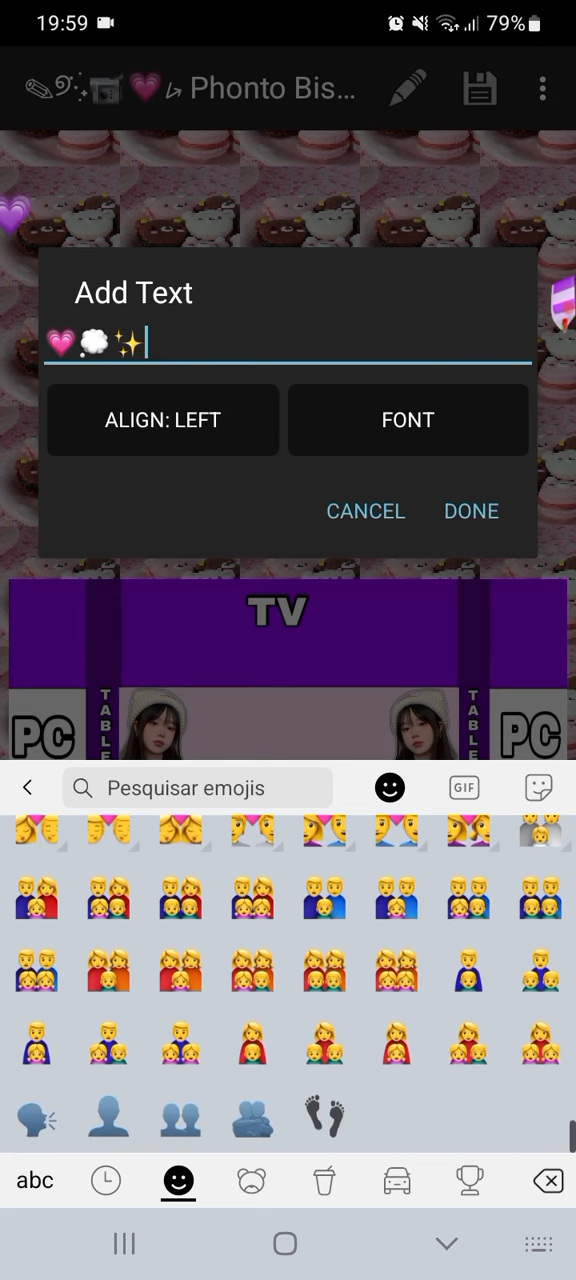 19:59
79%
Phonto Bis...
Add Text
💗💭✨
ALIGN: LEFT
FONT
CANCEL
DONE
TV
TABLE
TABLE
PC
PC
Pesquisar emojis
GIF
abc